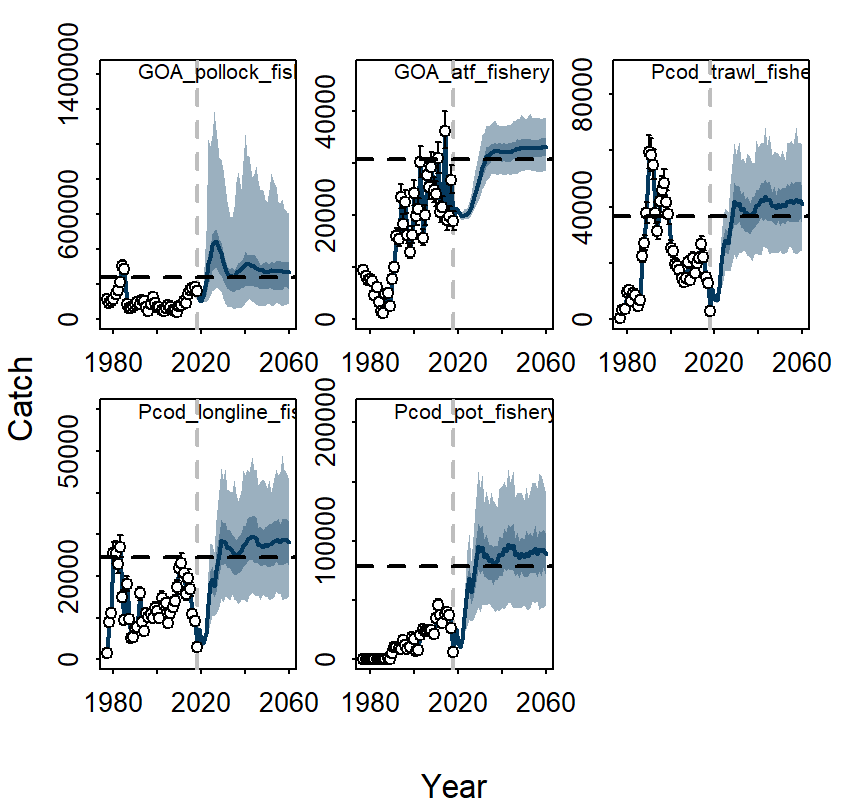 GOA_pollock_fis
GOA_atf_fishery
Pcod_trawl_fishe
1400000
600000
0
40000
20000
0
80000
40000
0
1980 2020 2060
1980 2020 2060
1980 2020 2060
Catch
Pcod_longline_fis
Pcod_pot_fishery
50000
20000
0
200000
100000
0
1980 2020 2060
1980 2020 2060
Year